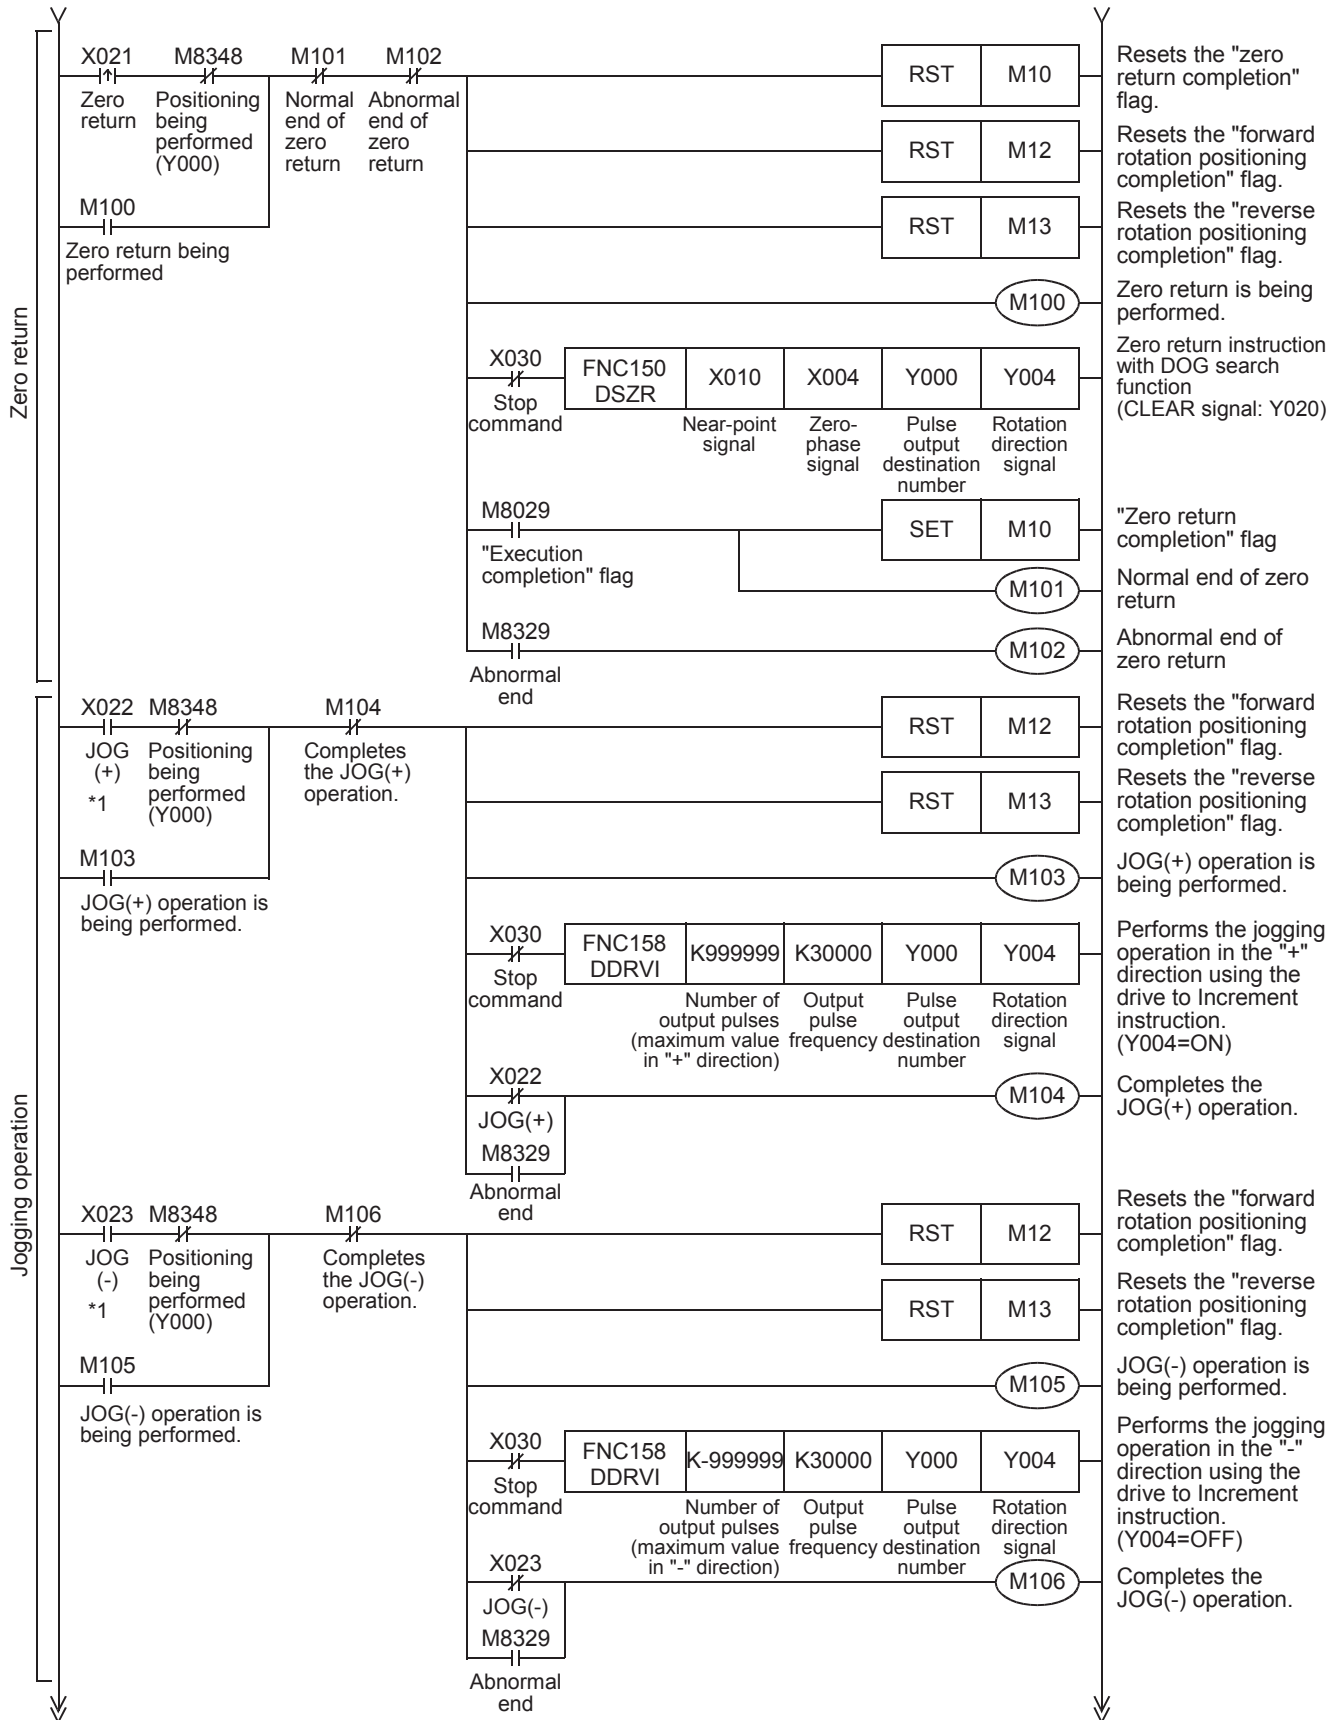 Zero return
X021
M8348
M101
M102
Zero
return
Positioning
being
performed
(Y000)
Normal
end of
zero
return
Abnormal
end of
zero
return
RST
M10
Resets the "zero
return completion"
flag.
RST
M12
Resets the "forward
rotation positioning
completion" flag.
M100
Zero return being
performed
RST
M13
Resets the "reverse
rotation positioning
completion" flag.
M100
Zero return is being
performed.
X030
Stop
command
FNC150
DSZR
X010
X004
Y000
Y004
Near-point
signal
Zero-
phase
signal
Pulse
output
destination
number
Rotation
direction
signal
Zero return instruction
with DOG search
function
(CLEAR signal: Y020)
M8029
"Execution
completion" flag
SET
M10
"Zero return
completion" flag
M101
Normal end of zero
return
M8329
Abnormal
end
M102
Abnormal end of
zero return
Jogging operation
X022
M8348
M104
JOG
(+)
*1
Positioning
being
performed
(Y000)
Completes
the JOG(+)
operation.
RST
M12
Resets the "forward
rotation positioning
completion" flag.
RST
M13
Resets the "reverse
rotation positioning
completion" flag.
M103
JOG(+) operation is
being performed.
M103
JOG(+) operation is
being performed.
X030
Stop
command
FNC158
DDRVI
K999999
K30000
Y000
Y004
Number of
output pulses
(maximum value
in "+" direction)
Output
pulse
frequency
Pulse
output
destination
number
Rotation
direction
signal
Performs the jogging
operation in the "+"
direction using the
drive to Increment
instruction.
(Y004=ON)
X022
JOG(+)
M8329
Abnormal
end
M104
Completes the
JOG(+) operation.
X023
M8348
M106
JOG
(-)
*1
Positioning
being
performed
(Y000)
Completes
the JOG(-)
operation.
RST
M12
Resets the "forward
rotation positioning
completion" flag.
RST
M13
Resets the "reverse
rotation positioning
completion" flag.
M105
JOG(-) operation is
being performed.
M105
JOG(-) operation is
being performed.
X030
Stop
command
FNC158
DDRVI
K-999999
K30000
Y000
Y004
Number of
output pulses
(maximum value
in "-" direction)
Output
pulse
frequency
Pulse
output
destination
number
Rotation
direction
signal
Performs the jogging
operation in the "-"
direction using the
drive to Increment
instruction.
(Y004=OFF)
X023
JOG(-)
M8329
Abnormal
end
M106
Completes the
JOG(-) operation.